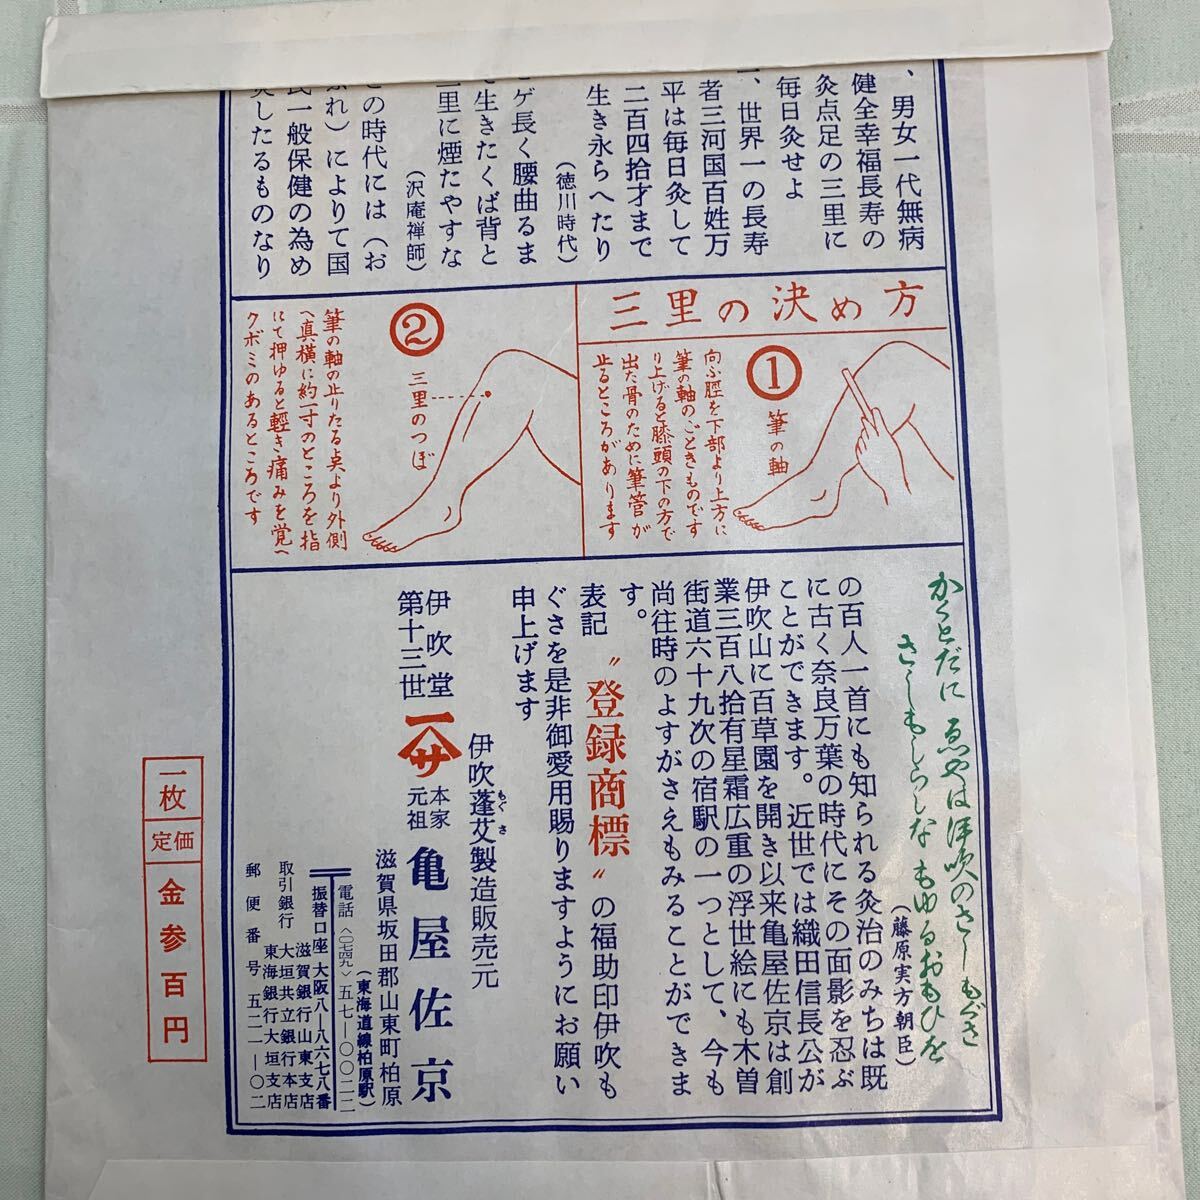 、男女一代無病
健全幸福長寿の
灸点足の三里に
毎日灸せよ
、世界一の長寿
者三河国百姓万
平は毎日灸して
二百四拾才まで
生き永らへたり
(徳川時代)
ヒゲ長く腰曲るま
で生きたくば背と
三里に煙たやすな
(沢庵禅師)
の時代には(お
れ)によりて国
民一般保健の為め
したるものなり
三里の決め方
①
筆の軸
向ふ脛を下部より上方に
筆の軸のごときものです
り上げると膝頭の下の方で
出た骨のために筆管が
止るところがあります
②
三里のつぼ
筆の軸の止りたる点より外側
へ真横に約一寸のところを指
にて押ゆると軽き痛みを覚へ
クボミのあるところです
かくとだに ゑやは伊吹のさしもぐさ
さしもしらじな もゆるおもひを
(藤原実方朝臣)
の百人一首にも知られる灸治のみちは既
に古く奈良万葉の時代にその面影を忍ぶ
ことができます。近世では織田信長公が
伊吹山に百草園を開き以来亀屋佐京は創
業三百八拾有星霜広重の浮世絵にも木曽
街道六十九次の宿駅の一つとして、今も
尚往時のよすがさえもみることができま
す。
表記〝登録商標〟の福助印伊吹も
ぐさを是非御愛用賜りますようにお願い
申上げます
伊吹蓬艾製造販売元
もぐさ
伊吹堂
第十三世
サ
本家
元祖
亀屋佐京
滋賀県坂田郡山東町柏原
(東海道線柏原駅)
電話〈〇七四九〉五七―〇〇二二
振替口座 大阪八―八六七八番
取引銀行
滋賀銀行山東支店
大垣共立銀行本店
東海銀行大垣支店
郵便番号 五二一―〇二
一枚
定価
金参百円